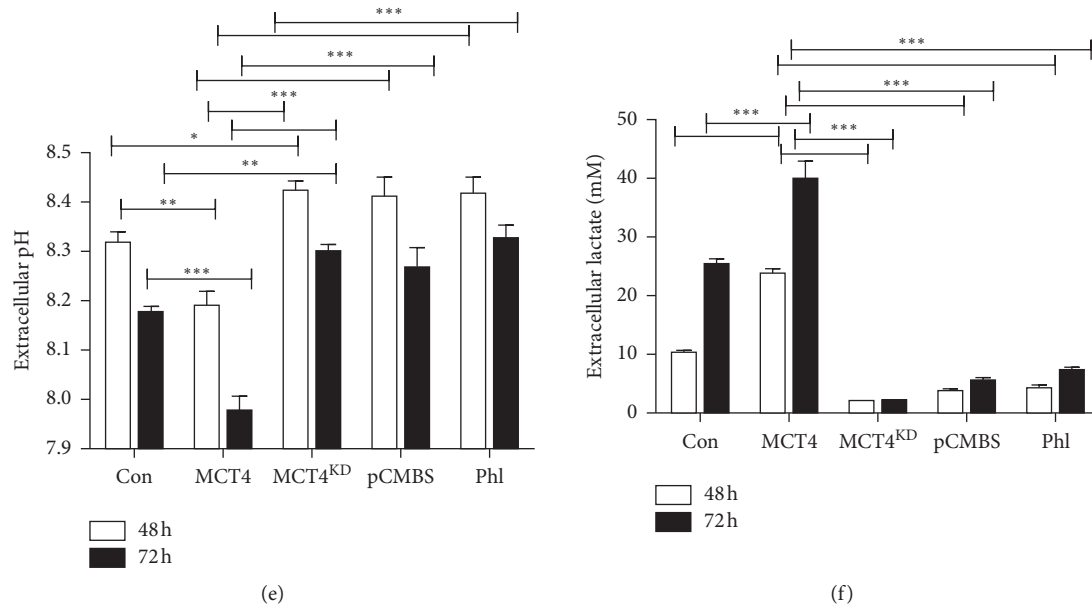 ***
***
***
*
**
**
***
Extracellular pH
8.5
8.4
8.3
8.2
8.1
8.0
7.9
Con MCT4 MCT4ᴷᴰ pCMBS Phl
48 h
72 h
(e)
***
***
***
***
Extracellular lactate (mM)
50
40
30
20
10
0
Con MCT4 MCT4ᴷᴰ pCMBS Phl
48 h
72 h
(f)